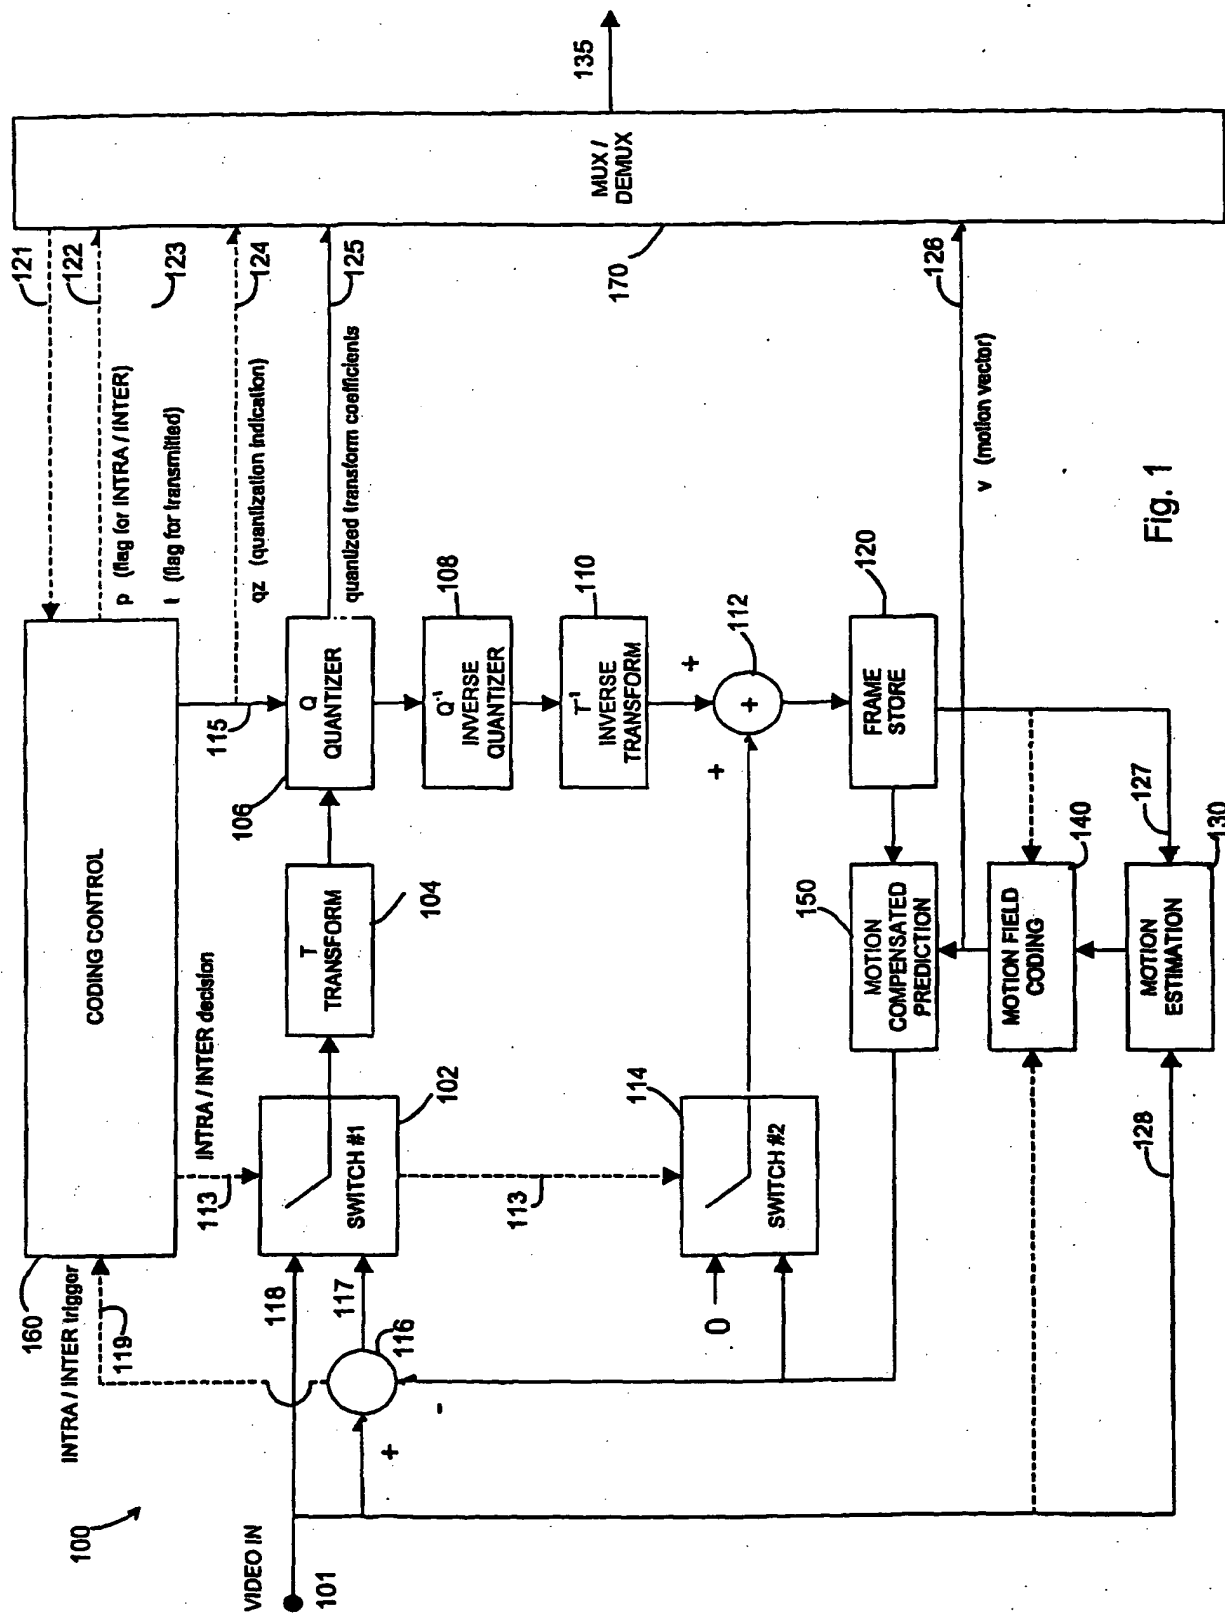 100
INTRA / INTER trigger
119
160
CODING CONTROL
121
122
p (flag for INTRA / INTER)
123
t (flag for transmitted)
124
qz (quantization indication)
125
quantized transform coefficients
135
MUX /
DEMUX
170
VIDEO IN
101
118
117
116
+
-
113
INTRA / INTER decision
102
SWITCH #1
104
T
TRANSFORM
106
115
Q
QUANTIZER
108
Q-1
INVERSE
QUANTIZER
110
T-1
INVERSE
TRANSFORM
113
0
114
SWITCH #2
+
+
+
112
120
FRAME
STORE
150
MOTION
COMPENSATED
PREDICTION
126
v (motion vector)
140
MOTION FIELD
CODING
127
128
130
MOTION
ESTIMATION
Fig. 1